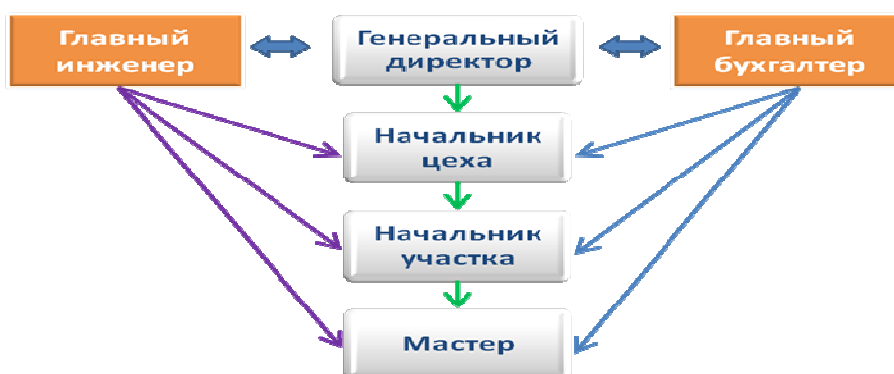 Главный
инженер
Генеральный
директор
Главный
бухгалтер
Начальник
цеха
Начальник
участка
Мастер